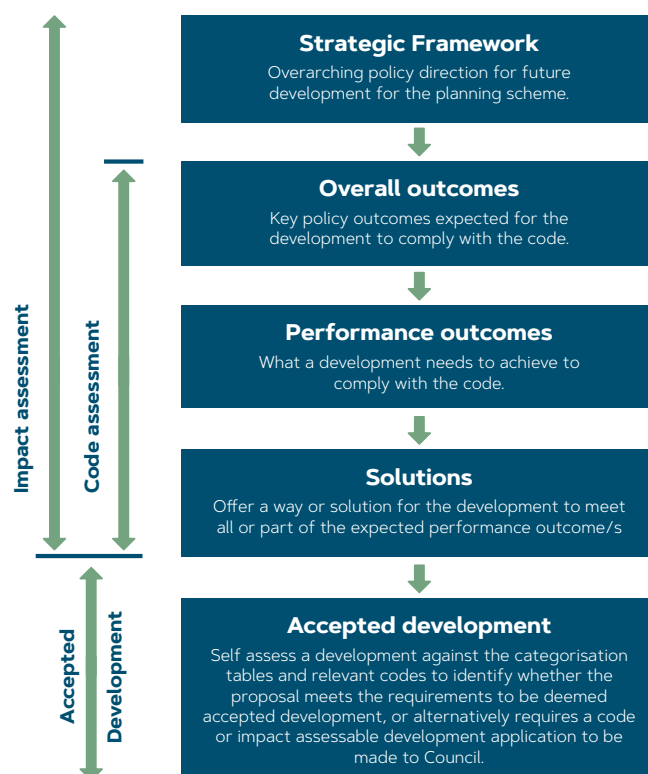 Strategic Framework
Overarching policy direction for future
development for the planning scheme.
Overall outcomes
Key policy outcomes expected for the
development to comply with the code.
Performance outcomes
What a development needs to achieve to
comply with the code.
Solutions
Offer a way or solution for the development to meet
all or part of the expected performance outcome/s
Accepted development
Self assess a development against the categorisation
tables and relevant codes to identify whether the
proposal meets the requirements to be deemed
accepted development, or alternatively requires a code
or impact assessable development application to be
made to Council.
Impact assessment
Code assessment
Accepted
Development